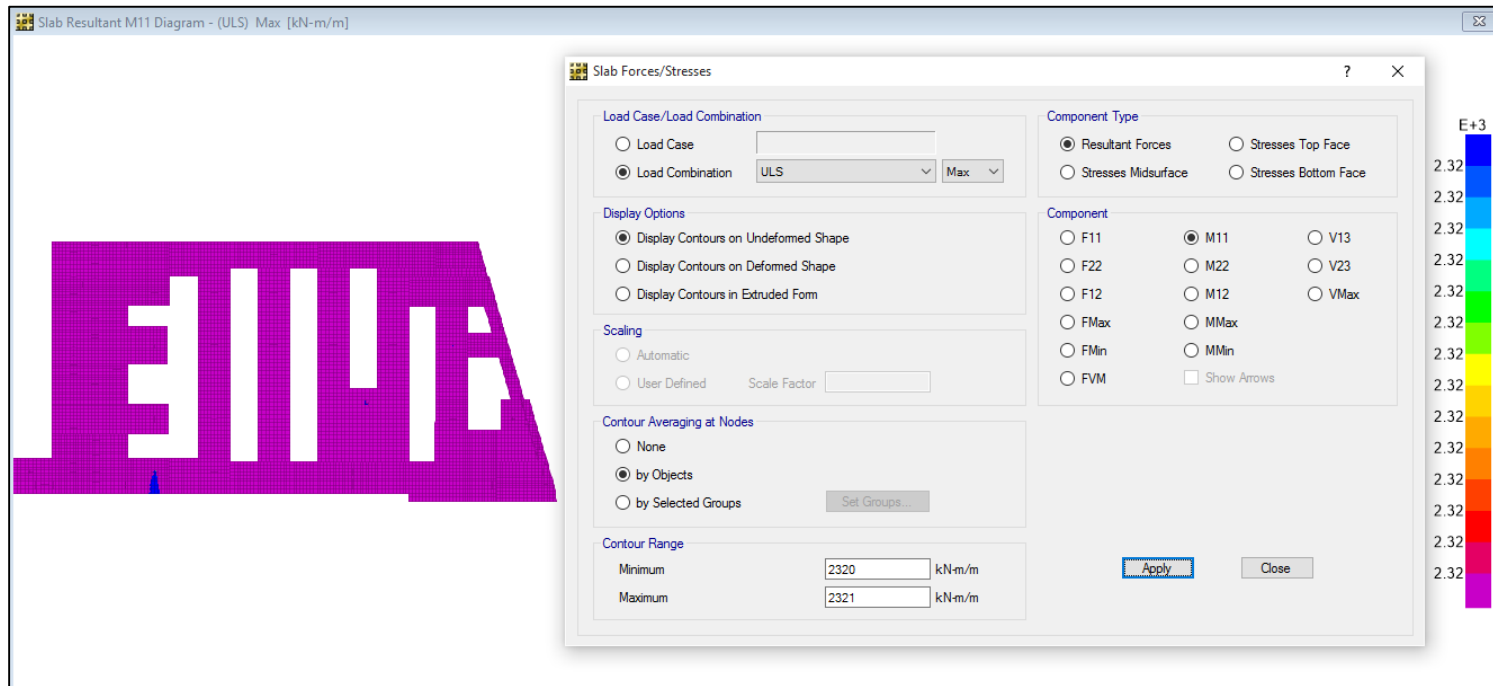 Slab Resultant M11 Diagram - (ULS) Max [kN-m/m]
Slab Forces/Stresses
?
Load Case/Load Combination
Load Case
Load Combination ULS Max
Display Options
Display Contours on Undeformed Shape
Display Contours on Deformed Shape
Display Contours in Extruded Form
Scaling
Automatic
User Defined Scale Factor
Contour Averaging at Nodes
None
by Objects
by Selected Groups Set Groups...
Contour Range
Minimum 2320 kN-m/m
Maximum 2321 kN-m/m
Component Type
Resultant Forces Stresses Top Face
Stresses Midsurface Stresses Bottom Face
Component
F11 M11 V13
F22 M22 V23
F12 M12 VMax
FMax MMax
FMin MMin
FVM Show Arrows
Apply Close
E+3
2.32
2.32
2.32
2.32
2.32
2.32
2.32
2.32
2.32
2.32
2.32
2.32
2.32
2.32